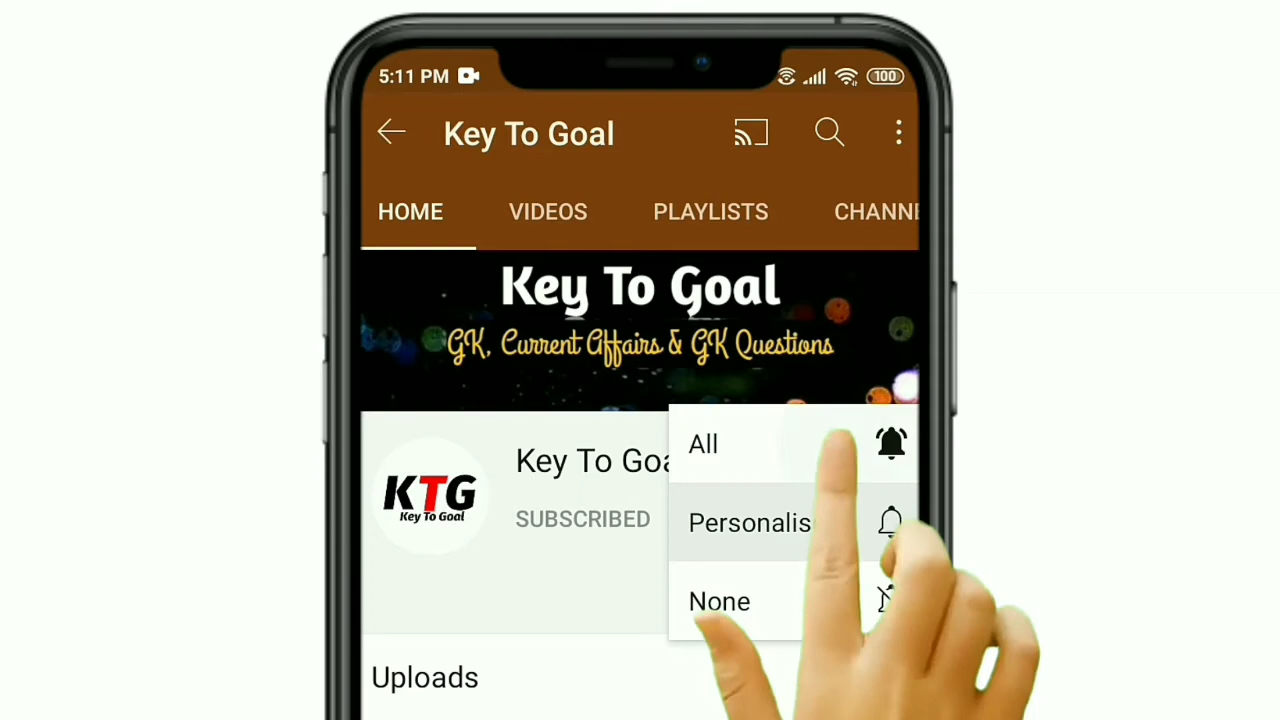 5:11 PM
100
Key To Goal
HOME VIDEOS PLAYLISTS CHANNE
Key To Goal
GK, Current Affairs & GK Questions
KTG
Key To Goal
Key To Goa
SUBSCRIBED
All
Personalis
None
Uploads